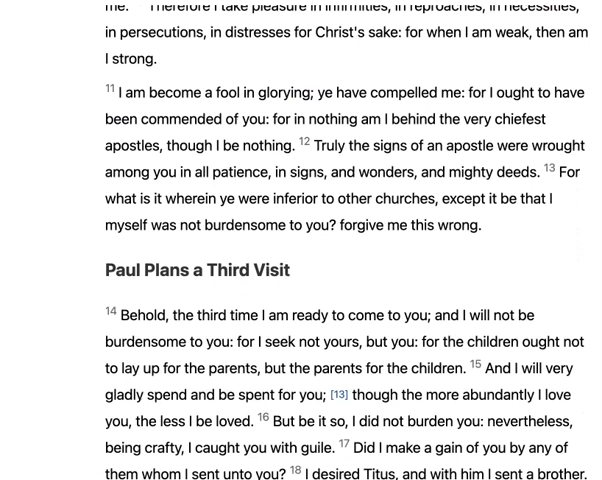 me. Therefore I take pleasure in infirmities, in reproaches, in necessities,
in persecutions, in distresses for Christ's sake: for when I am weak, then am
I strong.
11 I am become a fool in glorying; ye have compelled me: for I ought to have
been commended of you: for in nothing am I behind the very chiefest
apostles, though I be nothing. 12 Truly the signs of an apostle were wrought
among you in all patience, in signs, and wonders, and mighty deeds. 13 For
what is it wherein ye were inferior to other churches, except it be that I
myself was not burdensome to you? forgive me this wrong.
Paul Plans a Third Visit
14 Behold, the third time I am ready to come to you; and I will not be
burdensome to you: for I seek not yours, but you: for the children ought not
to lay up for the parents, but the parents for the children. 15 And I will very
gladly spend and be spent for you; [13] though the more abundantly I love
you, the less I be loved. 16 But be it so, I did not burden you: nevertheless,
being crafty, I caught you with guile. 17 Did I make a gain of you by any of
them whom I sent unto you? 18 I desired Titus, and with him I sent a brother.